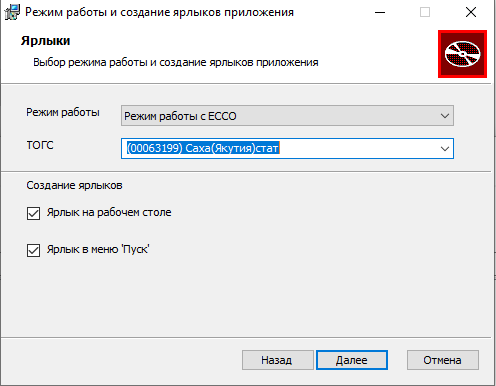 Режим работы и создание ярлыков приложения
Ярлыки
Выбор режима работы и создание ярлыков приложения
Режим работы
Режим работы с ЕССО
ТОГС
(00063199) Саха(Якутия)стат
Создание ярлыков
Ярлык на рабочем столе
Ярлык в меню 'Пуск'
Назад
Далее
Отмена